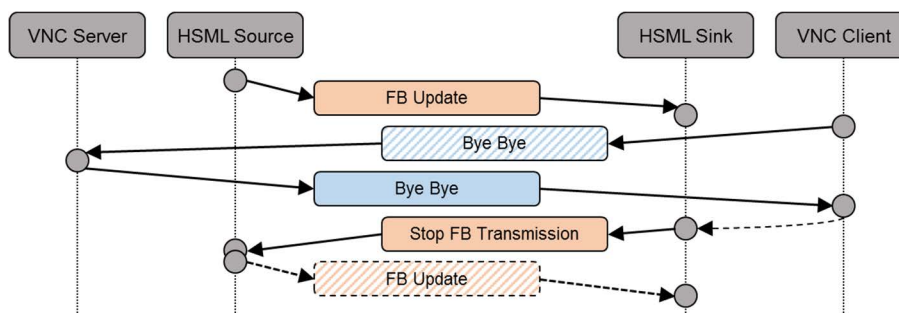 VNC Server
HSML Source
HSML Sink
VNC Client
FB Update
Bye Bye
Bye Bye
Stop FB Transmission
FB Update